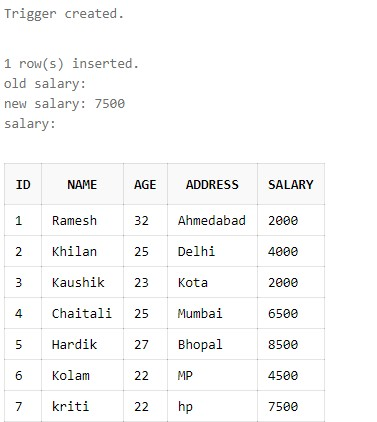 Trigger created.
1 row(s) inserted.
old salary:
new salary: 7500
salary:
ID NAME AGE ADDRESS SALARY
1 Ramesh 32 Ahmedabad 2000
2 Khilan 25 Delhi 4000
3 Kaushik 23 Kota 2000
4 Chaitali 25 Mumbai 6500
5 Hardik 27 Bhopal 8500
6 Kolam 22 MP 4500
7 kriti 22 hp 7500